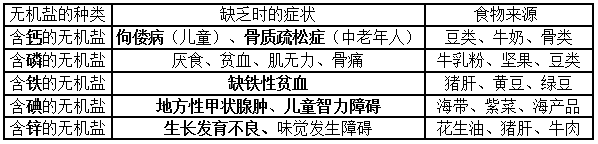 无机盐的种类 缺乏时的症状 食物来源
含钙的无机盐 佝偻病（儿童）、骨质疏松症（中老年人） 豆类、牛奶、骨类
含磷的无机盐 厌食、贫血、肌无力、骨痛 牛乳粉、坚果、豆类
含铁的无机盐 缺铁性贫血 猪肝、黄豆、绿豆
含碘的无机盐 地方性甲状腺肿、儿童智力障碍 海带、紫菜、海产品
含锌的无机盐 生长发育不良、味觉发生障碍 花生油、猪肝、牛肉